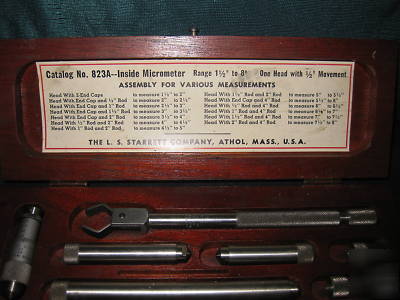 Catalog No. 823A--Inside Micrometer Range 1½" to 8" One Head with ½" Movement
ASSEMBLY FOR VARIOUS MEASUREMENTS
Head With 2-End Caps to measure 1½" to 2"
Head With End Cap and ½" Rod to measure 2" to 2½"
Head With End Cap and 1" Rod to measure 2½" to 3"
Head With ½" Rod and 1" Rod to measure 3" to 3½"
Head With End Cap and 2" Rod to measure 3½" to 4"
Head With ½" Rod and 2" Rod to measure 4" to 4½"
Head With 1" Rod and 2" Rod to measure 4½" to 5"
Head With 1½" Rod and 2" Rod to measure 5" to 5½"
Head With End Cap and 4" Rod to measure 5½" to 6"
Head With ½" Rod and 4" Rod to measure 6" to 6½"
Head With 1" Rod and 4" Rod to measure 6½" to 7"
Head With 1½" Rod and 4" Rod to measure 7" to 7½"
Head With 2" Rod and 4" Rod to measure 7½" to 8"
THE L. S. STARRETT COMPANY, ATHOL, MASS., U.S.A.